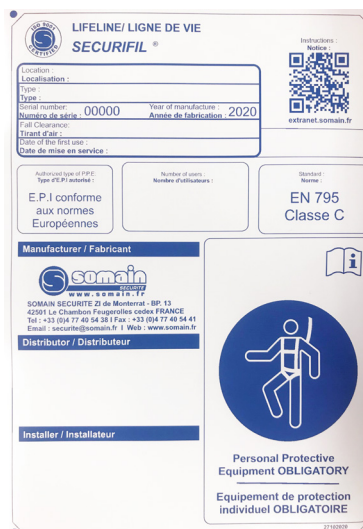 ISO 9001
CERTIFIED
LIFELINE/ LIGNE DE VIE
SECURIFIL ®
Instructions :
Notice :
extranet.somain.fr
Location :
Localisation :
Type :
Type :
Serial number:
Numéro de série : 00000
Year of manufacture :
Année de fabrication : 2020
Fall Clearance:
Tirant d'air :
Date of the first use :
Date de mise en service :
Authorized type of P.P.E.
Type d'E.P.I autorisé :
E.P.I conforme
aux normes
Européennes
Number of users :
Nombre d'utilisateurs :
Standard :
Norme :
EN 795
Classe C
Manufacturer / Fabricant
somain
SECURITE
www.somain.fr
SOMAIN SECURITE ZI de Monterrat - BP. 13
42501 Le Chambon Feugerolles cedex FRANCE
Tel : +33 (0)4 77 40 54 38 I Fax : +33 (0)4 77 40 54 41
Email : securite@somain.fr I Web : www.somain.fr
Distributor / Distributeur
Installer / Installateur
i
Personal Protective
Equipment OBLIGATORY
Equipement de protection
individuel OBLIGATOIRE
27102020